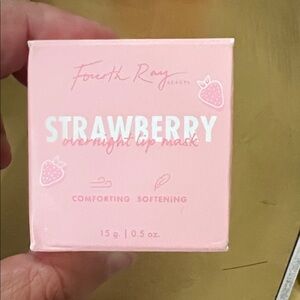 Fourth Ray
BEAUTY
STRAWBERRY
overnight lip mask
COMFORTING SOFTENING
15 g. | 0.5 oz.